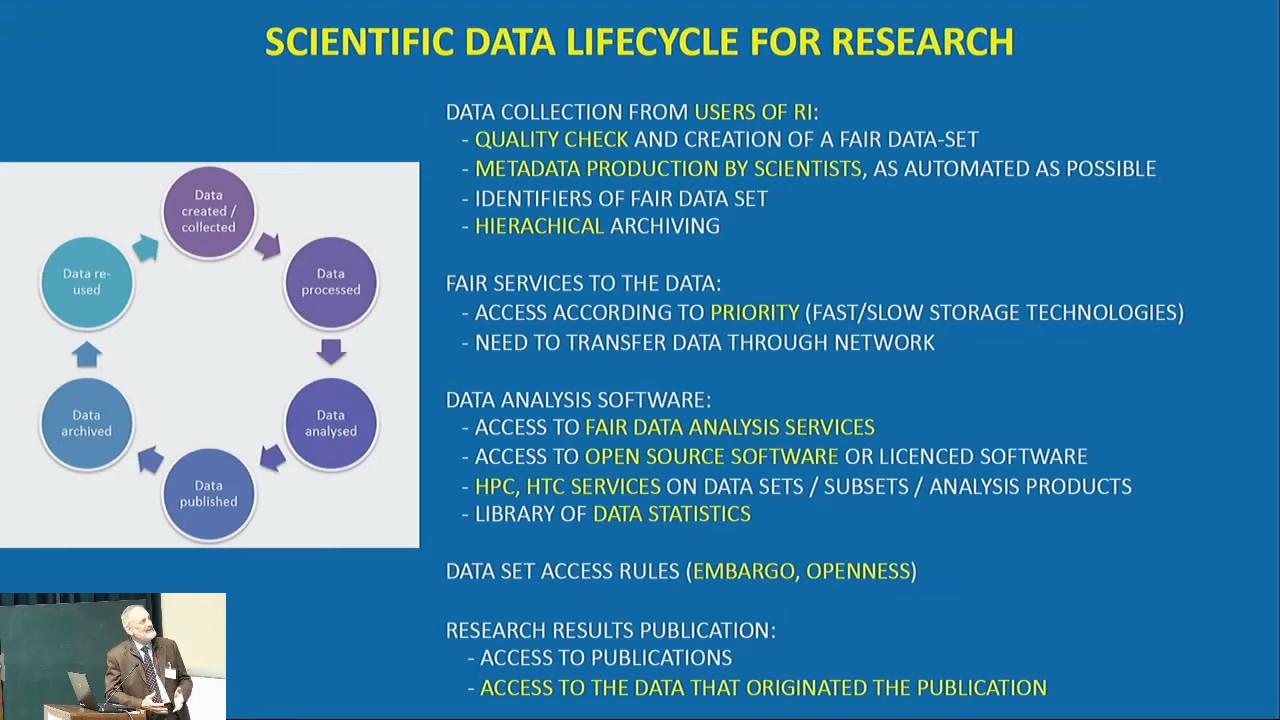 SCIENTIFIC DATA LIFECYCLE FOR RESEARCH
Data
created /
collected
Data
processed
Data
analysed
Data
published
Data
archived
Data re-
used
DATA COLLECTION FROM USERS OF RI:
- QUALITY CHECK AND CREATION OF A FAIR DATA-SET
- METADATA PRODUCTION BY SCIENTISTS, AS AUTOMATED AS POSSIBLE
- IDENTIFIERS OF FAIR DATA SET
- HIERACHICAL ARCHIVING
FAIR SERVICES TO THE DATA:
- ACCESS ACCORDING TO PRIORITY (FAST/SLOW STORAGE TECHNOLOGIES)
- NEED TO TRANSFER DATA THROUGH NETWORK
DATA ANALYSIS SOFTWARE:
- ACCESS TO FAIR DATA ANALYSIS SERVICES
- ACCESS TO OPEN SOURCE SOFTWARE OR LICENCED SOFTWARE
- HPC, HTC SERVICES ON DATA SETS / SUBSETS / ANALYSIS PRODUCTS
- LIBRARY OF DATA STATISTICS
DATA SET ACCESS RULES (EMBARGO, OPENNESS)
RESEARCH RESULTS PUBLICATION:
- ACCESS TO PUBLICATIONS
- ACCESS TO THE DATA THAT ORIGINATED THE PUBLICATION